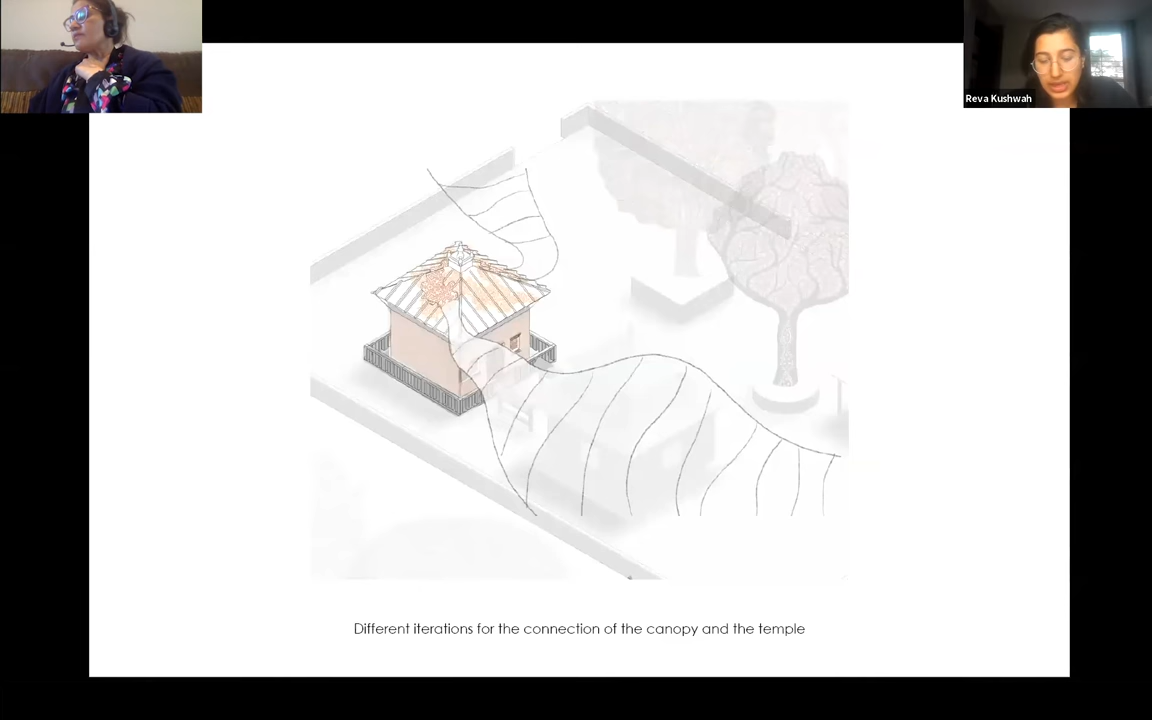 Reva Kushwah
Different iterations for the connection of the canopy and the temple